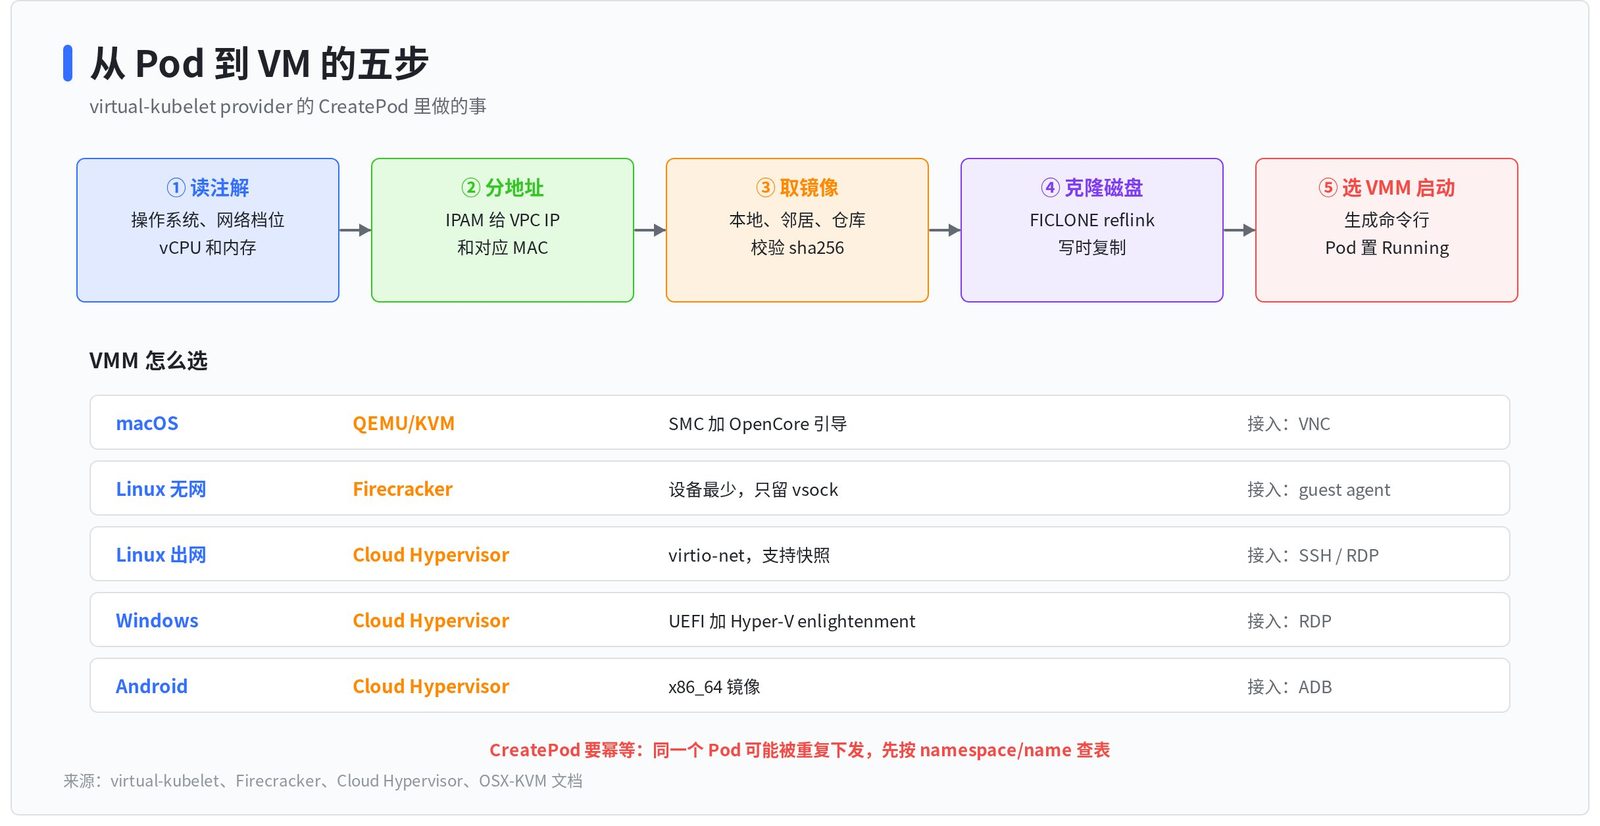 从 Pod 到 VM 的五步
virtual-kubelet provider 的 CreatePod 里做的事
① 读注解
操作系统、网络档位
vCPU 和内存
② 分地址
IPAM 给 VPC IP
和对应 MAC
③ 取镜像
本地、邻居、仓库
校验 sha256
④ 克隆磁盘
FICLONE reflink
写时复制
⑤ 选 VMM 启动
生成命令行
Pod 置 Running
VMM 怎么选
macOS
QEMU/KVM
SMC 加 OpenCore 引导
接入：VNC
Linux 无网
Firecracker
设备最少，只留 vsock
接入：guest agent
Linux 出网
Cloud Hypervisor
virtio-net，支持快照
接入：SSH / RDP
Windows
Cloud Hypervisor
UEFI 加 Hyper-V enlightenment
接入：RDP
Android
Cloud Hypervisor
x86_64 镜像
接入：ADB
CreatePod 要幂等：同一个 Pod 可能被重复下发，先按 namespace/name 查表
来源：virtual-kubelet、Firecracker、Cloud Hypervisor、OSX-KVM 文档